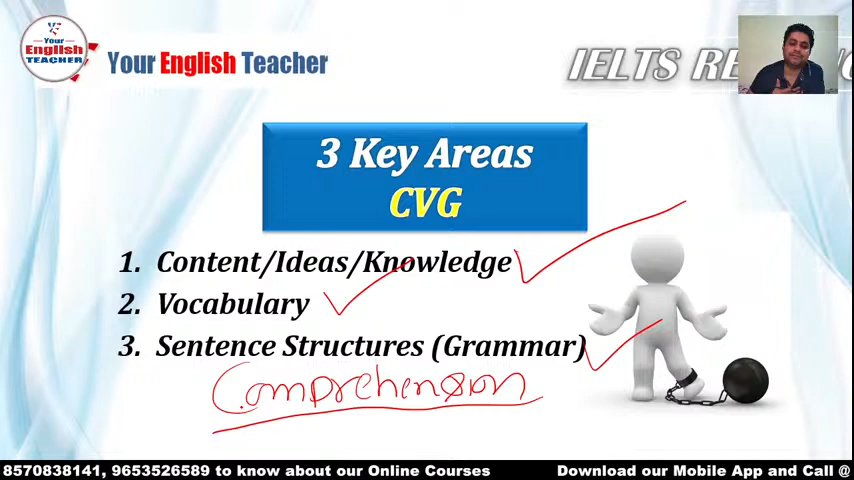 Your
English
TEACHER
Your English Teacher
IELTS RE
3 Key Areas
CVG
1. Content/Ideas/Knowledge
2. Vocabulary
3. Sentence Structures (Grammar)
Comprehension
8570838141, 9653526589 to know about our Online Courses
Download our Mobile App and Call @